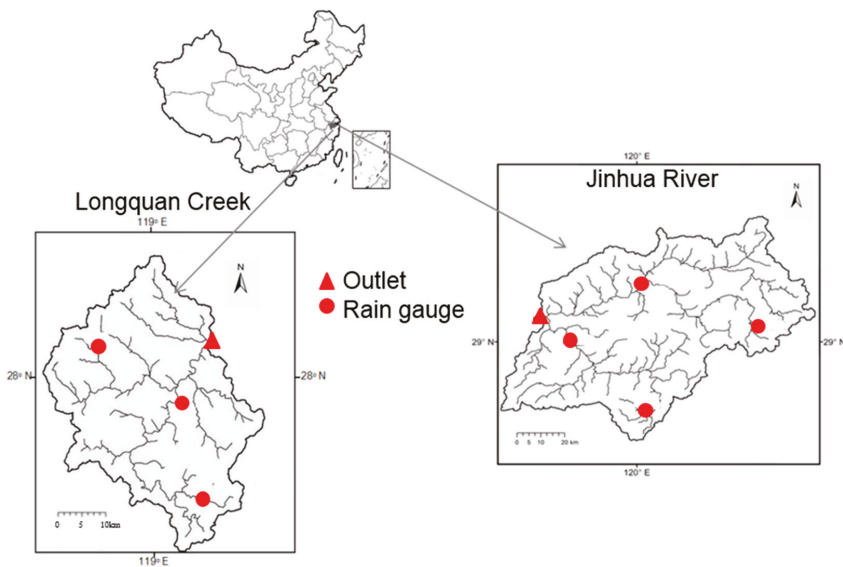 Longquan Creek
119° E
N
28° N
28° N
0 5 10km
119° E
Outlet
Rain gauge
120° E
Jinhua River
N
29° N
29° N
0 5 10 20 km
120° E